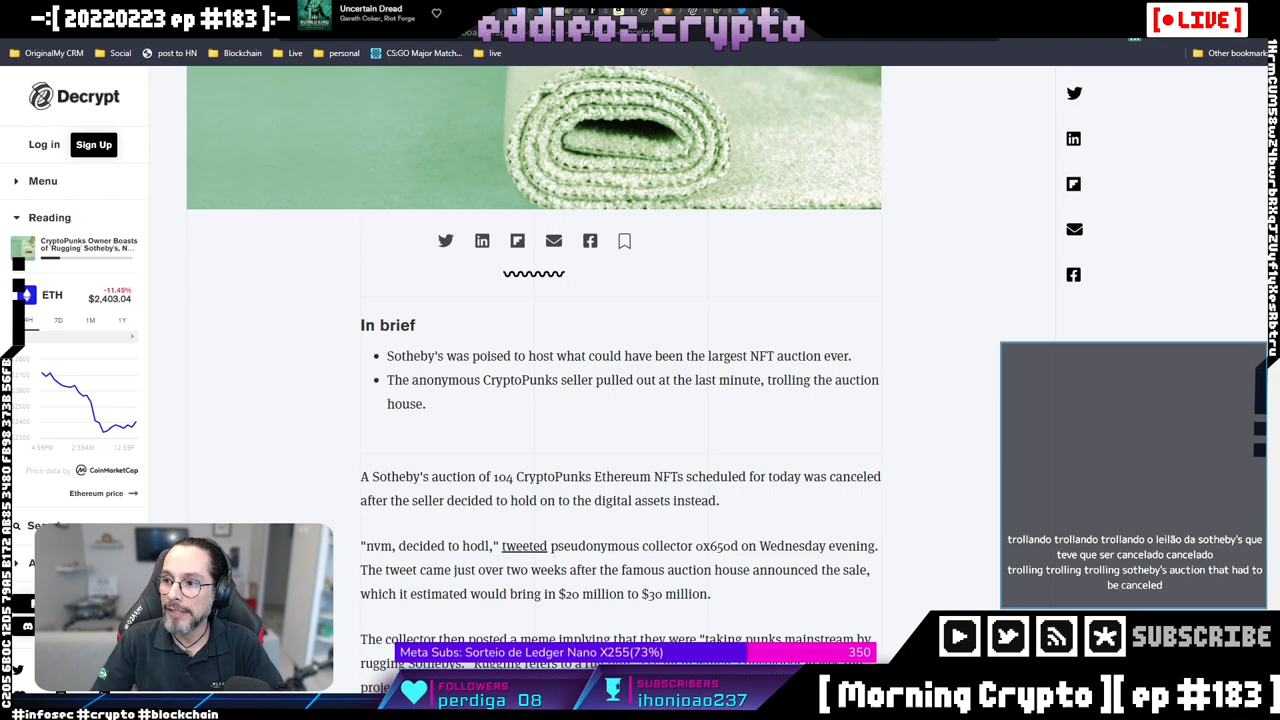 -:[ 20220223 ep #183 ]:-
Uncertain Dread
Gareth Coker, Riot Forge
eddieoz.crypto
[● LIVE ]
OriginalMy CRM
Social
post to HN
Blockchain
Live
personal
CS:GO Major Match...
live
Other bookmark
Decrypt
Log in
Sign Up
Menu
Reading
CryptoPunks Owner Boasts
of 'Rugging' Sotheby's, N...
ETH
-11.45%
$2,403.04
7D
1M
1Y
4:59PM
2:59AM
12:59P
Price data by
CoinMarketCap
Ethereum price
In brief
Sotheby's was poised to host what could have been the largest NFT auction ever.
The anonymous CryptoPunks seller pulled out at the last minute, trolling the auction
house.
A Sotheby's auction of 104 CryptoPunks Ethereum NFTs scheduled for today was canceled
after the seller decided to hold on to the digital assets instead.
"nvm, decided to hodl," tweeted pseudonymous collector 0x650d on Wednesday evening.
The tweet came just over two weeks after the famous auction house announced the sale,
which it estimated would bring in $20 million to $30 million.
The collector then posted a meme implying that they were "taking punks mainstream by
trollando trollando trollando o leilão da sotheby's que
teve que ser cancelado cancelado
trolling trolling trolling sotheby's auction that had to
be canceled
Meta Subs: Sorteio de Ledger Nano X255(73%)
350
FOLLOWERS
perdiga_08
SUBSCRIBERS
ihonjoao237
SUBSCRIBE
[ Morning Crypto ][ ep #183 ]
#infosec #crypto #blockchain